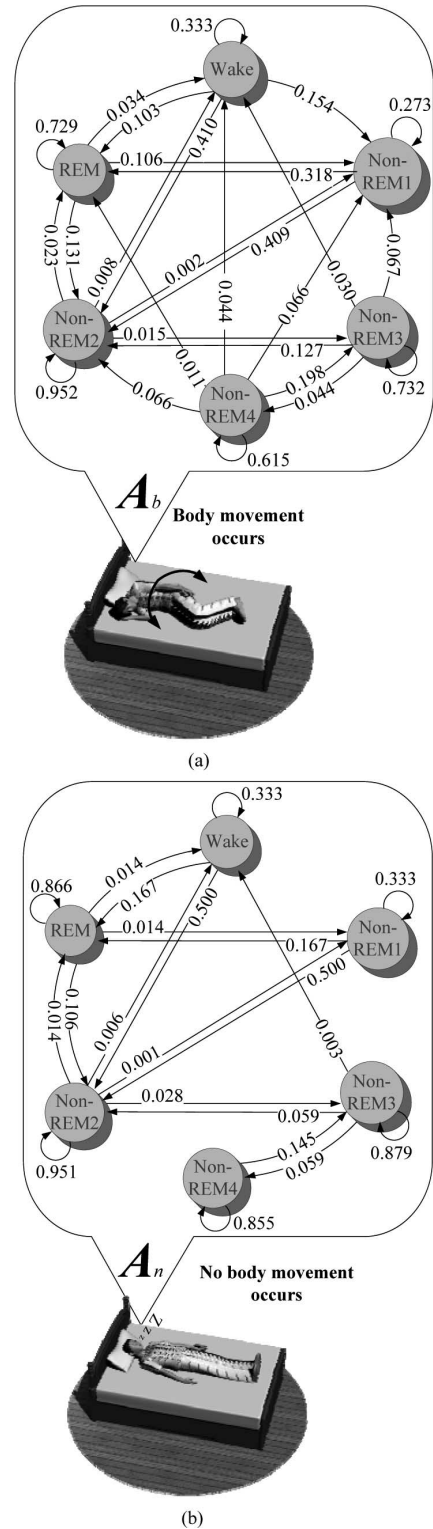 0.333
Wake
0.034
0.103
0.410
0.154
0.729
0.273
REM
0.106
0.318
Non-
REM1
0.023
0.131
0.008
0.002
0.409
0.044
0.066
0.030
0.067
Non-
REM2
0.015
0.127
Non-
REM3
0.952
0.066
0.011
Non-
REM4
0.198
0.044
0.732
0.615
Ab
Body movement
occurs
(a)
0.333
Wake
0.866
0.014
0.167
0.500
0.333
REM
0.014
0.167
Non-
REM1
0.014
0.106
0.006
0.001
0.500
0.003
Non-
REM2
0.028
0.059
Non-
REM3
0.951
Non-
REM4
0.145
0.059
0.879
0.855
An
No body movement
occurs
z z Z
(b)